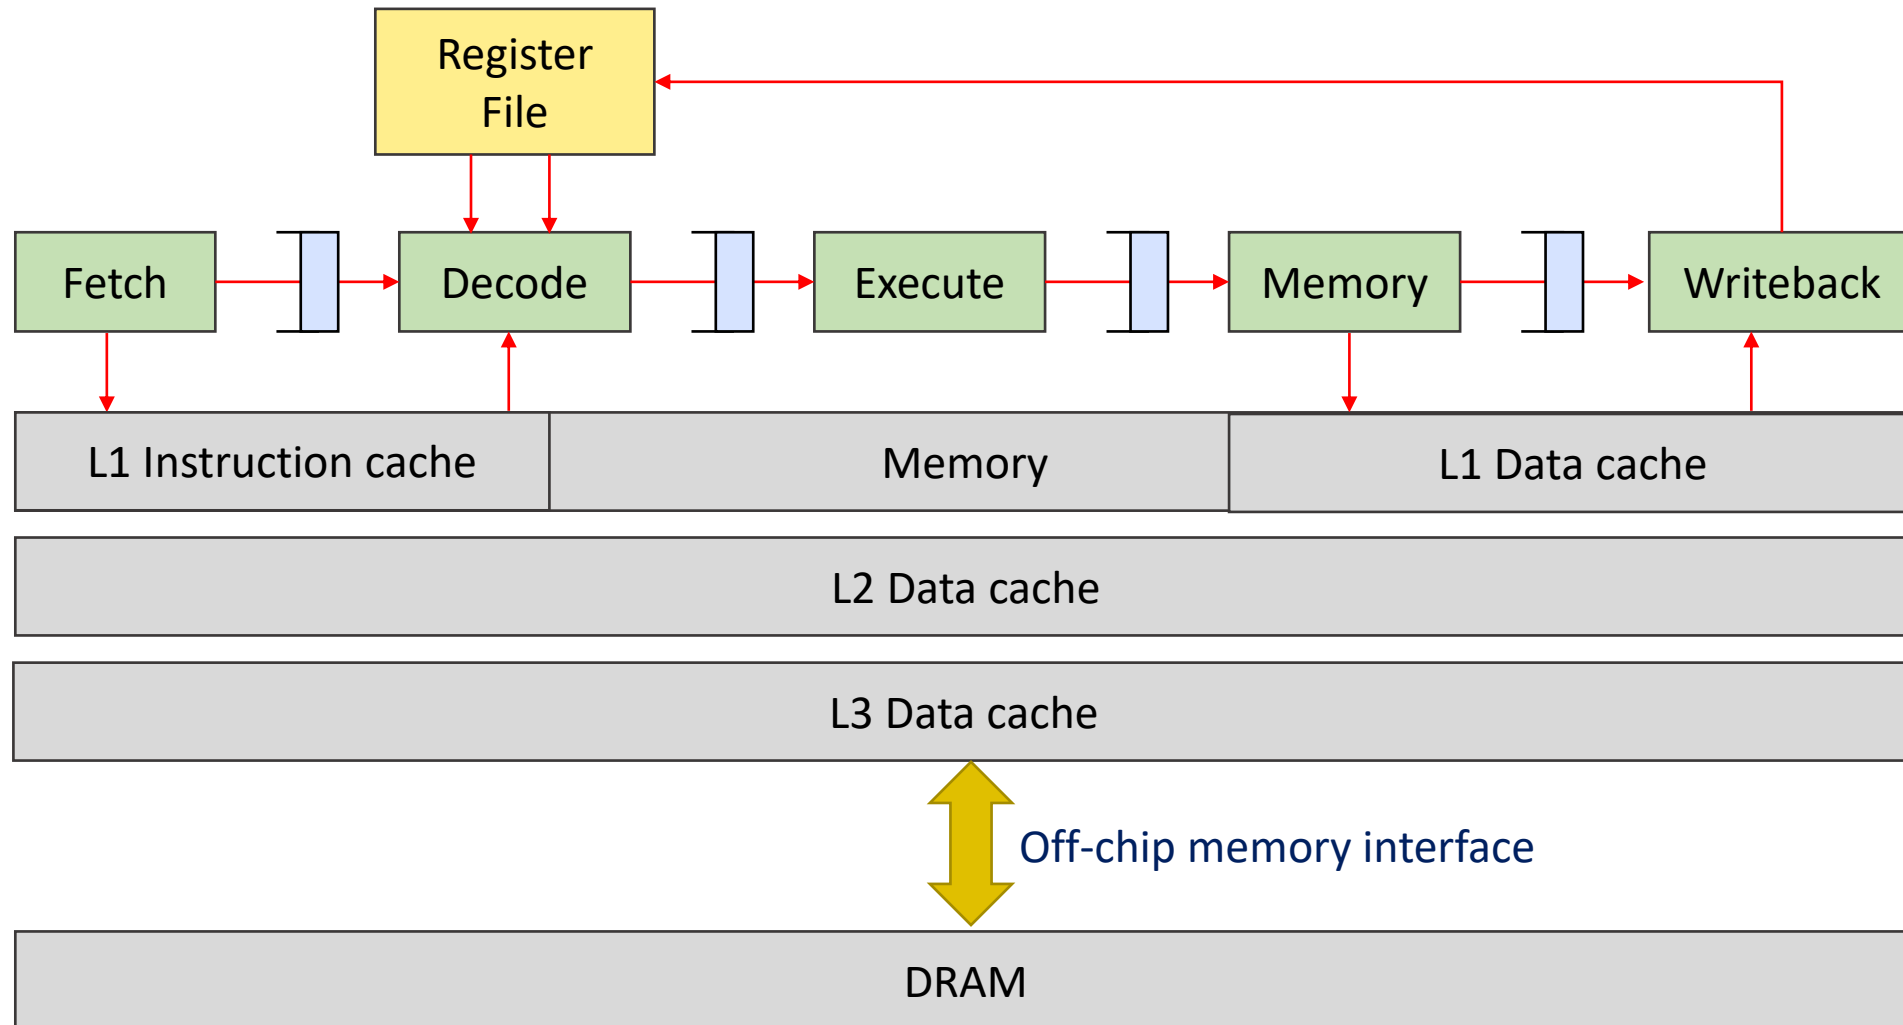 Register
File
Fetch
Decode
Execute
Memory
Writeback
L1 Instruction cache
Memory
L1 Data cache
L2 Data cache
L3 Data cache
Off-chip memory interface
DRAM